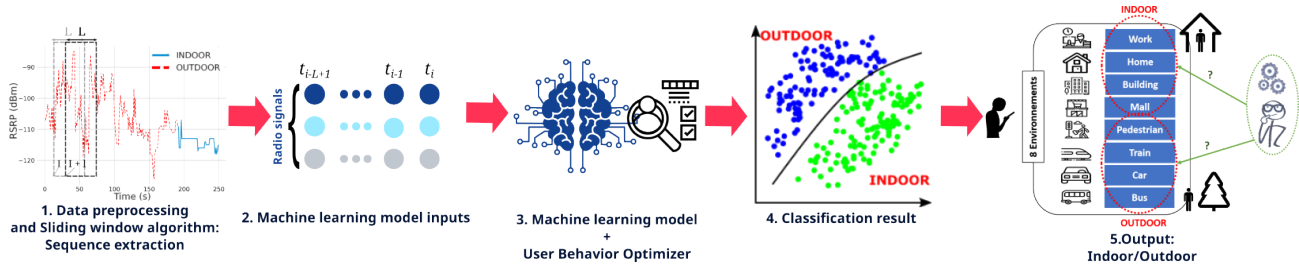 L L
INDOOR
OUTDOOR
−90
−100
−110
−120
RSRP (dBm)
0 50 100 150 200 250
Time (s)
1. Data preprocessing
and Sliding window algorithm:
Sequence extraction
t_{i-L+1} t_{i-1} t_i
Radio signals
2. Machine learning model inputs
3. Machine learning model
+
User Behavior Optimizer
OUTDOOR
INDOOR
4. Classification result
INDOOR
8 Environnements
Work
Home
Building
Mall
Pedestrian
Train
Car
Bus
?
?
OUTDOOR
5.Output:
Indoor/Outdoor